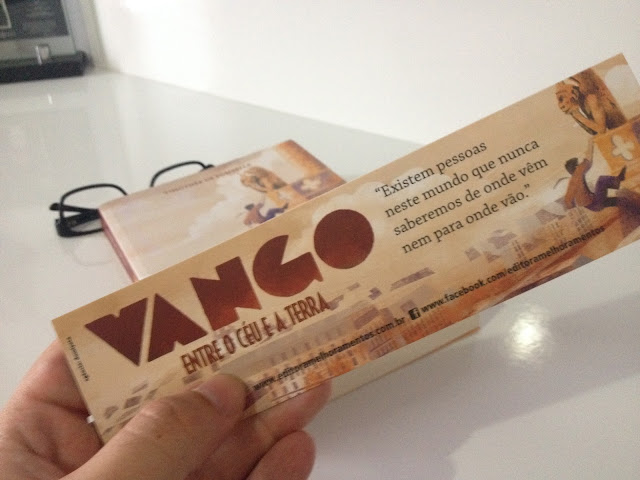 VANGO
ENTRE O CÉU E A TERRA
“Existem pessoas
neste mundo que nunca
saberemos de onde vêm
nem para onde vão.”
www.editoramelhoramentos.com.br
www.facebook.com/editoramelhoramentos